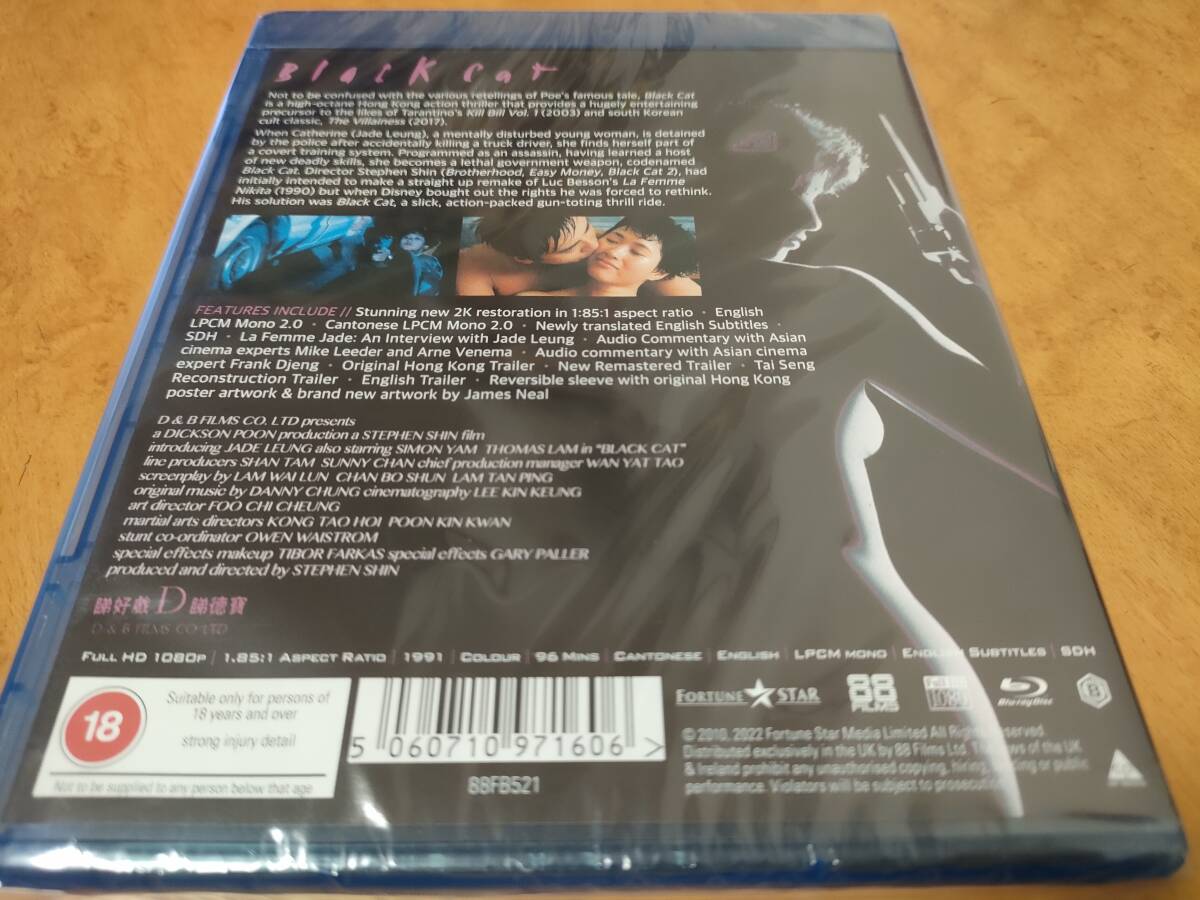 Black Cat
Not to be confused with the various retellings of Poe's famous tale, Black Cat
is a high-octane Hong Kong action thriller that provides a hugely entertaining
precursor to the likes of Tarantino's Kill Bill Vol. 1 (2003) and south Korean
cult classic, The Villainess (2017).
When Catherine (Jade Leung), a mentally disturbed young woman, is detained
by the police after accidentally killing a truck driver, she finds herself part of
a covert training system. Programmed as an assassin, having learned a host
of new deadly skills, she becomes a lethal government weapon, codenamed
Black Cat. Director Stephen Shin (Brotherhood, Easy Money, Black Cat 2), had
initially intended to make a straight up remake of Luc Besson's La Femme
Nikita (1990) but when Disney bought out the rights he was forced to rethink.
His solution was Black Cat, a slick, action-packed gun-toting thrill ride.
FEATURES INCLUDE // Stunning new 2K restoration in 1:85:1 aspect ratio · English
LPCM Mono 2.0 · Cantonese LPCM Mono 2.0 · Newly translated English Subtitles ·
SDH · La Femme Jade: An Interview with Jade Leung · Audio Commentary with Asian
cinema experts Mike Leeder and Arne Venema · Audio commentary with Asian cinema
expert Frank Djeng · Original Hong Kong Trailer · New Remastered Trailer · Tai Seng
Reconstruction Trailer · English Trailer · Reversible sleeve with original Hong Kong
poster artwork & brand new artwork by James Neal
D & B FILMS CO. LTD presents
a DICKSON POON production a STEPHEN SHIN film
introducing JADE LEUNG also starring SIMON YAM THOMAS LAM in "BLACK CAT"
line producers SHAN TAM SUNNY CHAN chief production manager WAN YAT TAO
screenplay by LAM WAI LUN CHAN BO SHUN LAM TAN PING
original music by DANNY CHUNG cinematography LEE KIN KEUNG
art director FOO CHI CHEUNG
martial arts directors KONG TAO HOI POON KIN KWAN
stunt co-ordinator OWEN WAISTROM
special effects makeup TIBOR FARKAS special effects GARY PALLER
produced and directed by STEPHEN SHIN
睇好戲 D 睇德寶
D & B FILMS CO LTD
FULL HD 1080P | 1.85:1 ASPECT RATIO | 1991 | COLOUR | 96 MINS | CANTONESE | ENGLISH | LPCM MONO | ENGLISH SUBTITLES | SDH
18
Suitable only for persons of
18 years and over
strong injury detail
Not to be supplied to any person below that age
5 060710 971606 >
88FB521
FORTUNE STAR
88 FILMS
1080
Blu-ray Disc
B
© 2010, 2022 Fortune Star Media Limited All Rights Reserved.
Distributed exclusively in the UK by 88 Films Ltd. The laws of the UK
& Ireland prohibit any unauthorised copying, hiring, lending or public
performance. Violators will be subject to prosecution.